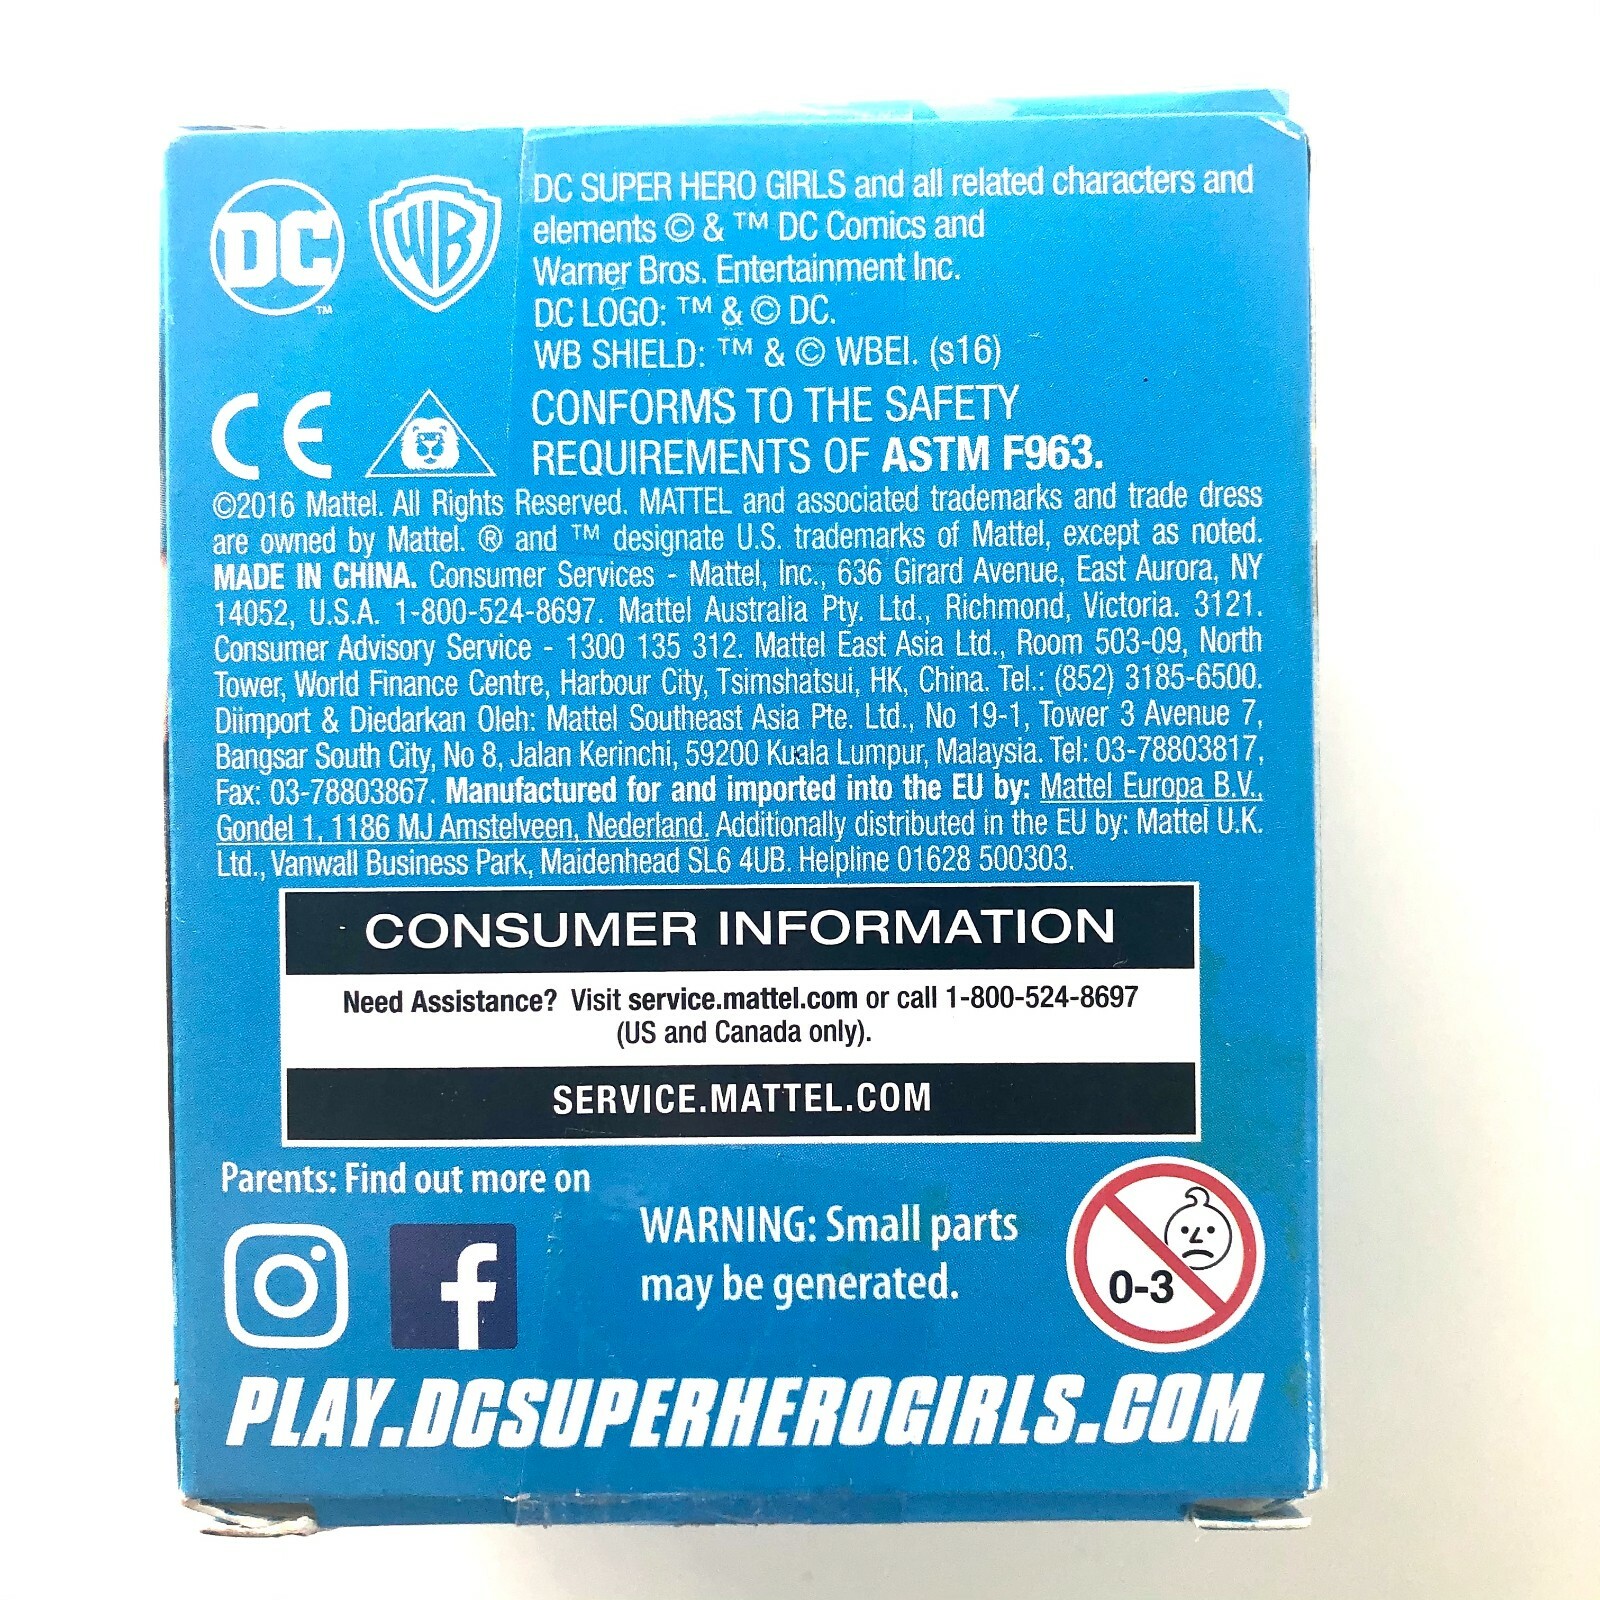 DC ™
WB
DC SUPER HERO GIRLS and all related characters and
elements © & ™ DC Comics and
Warner Bros. Entertainment Inc.
DC LOGO: ™ & © DC.
WB SHIELD: ™ & © WBEI. (s16)
CE
CONFORMS TO THE SAFETY
REQUIREMENTS OF ASTM F963.
©2016 Mattel. All Rights Reserved. MATTEL and associated trademarks and trade dress
are owned by Mattel. ® and ™ designate U.S. trademarks of Mattel, except as noted.
MADE IN CHINA. Consumer Services - Mattel, Inc., 636 Girard Avenue, East Aurora, NY
14052, U.S.A. 1-800-524-8697. Mattel Australia Pty. Ltd., Richmond, Victoria. 3121.
Consumer Advisory Service - 1300 135 312. Mattel East Asia Ltd., Room 503-09, North
Tower, World Finance Centre, Harbour City, Tsimshatsui, HK, China. Tel.: (852) 3185-6500.
Diimport & Diedarkan Oleh: Mattel Southeast Asia Pte. Ltd., No 19-1, Tower 3 Avenue 7,
Bangsar South City, No 8, Jalan Kerinchi, 59200 Kuala Lumpur, Malaysia. Tel: 03-78803817,
Fax: 03-78803867. Manufactured for and imported into the EU by: Mattel Europa B.V.,
Gondel 1, 1186 MJ Amstelveen, Nederland. Additionally distributed in the EU by: Mattel U.K.
Ltd., Vanwall Business Park, Maidenhead SL6 4UB. Helpline 01628 500303.
CONSUMER INFORMATION
Need Assistance? Visit service.mattel.com or call 1-800-524-8697
(US and Canada only).
SERVICE.MATTEL.COM
Parents: Find out more on
f
WARNING: Small parts
may be generated.
0-3
PLAY.DCSUPERHEROGIRLS.COM